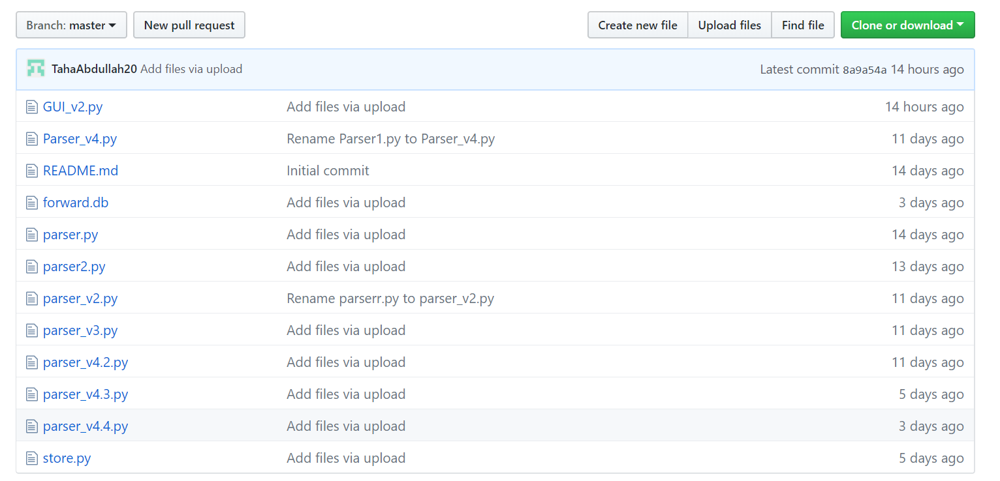 Branch: master New pull request Create new file Upload files Find file Clone or download
TahaAbdullah20 Add files via upload Latest commit 8a9a54a 14 hours ago
GUI_v2.py Add files via upload 14 hours ago
Parser_v4.py Rename Parser1.py to Parser_v4.py 11 days ago
README.md Initial commit 14 days ago
forward.db Add files via upload 3 days ago
parser.py Add files via upload 14 days ago
parser2.py Add files via upload 13 days ago
parser_v2.py Rename parserr.py to parser_v2.py 11 days ago
parser_v3.py Add files via upload 11 days ago
parser_v4.2.py Add files via upload 11 days ago
parser_v4.3.py Add files via upload 5 days ago
parser_v4.4.py Add files via upload 3 days ago
store.py Add files via upload 5 days ago